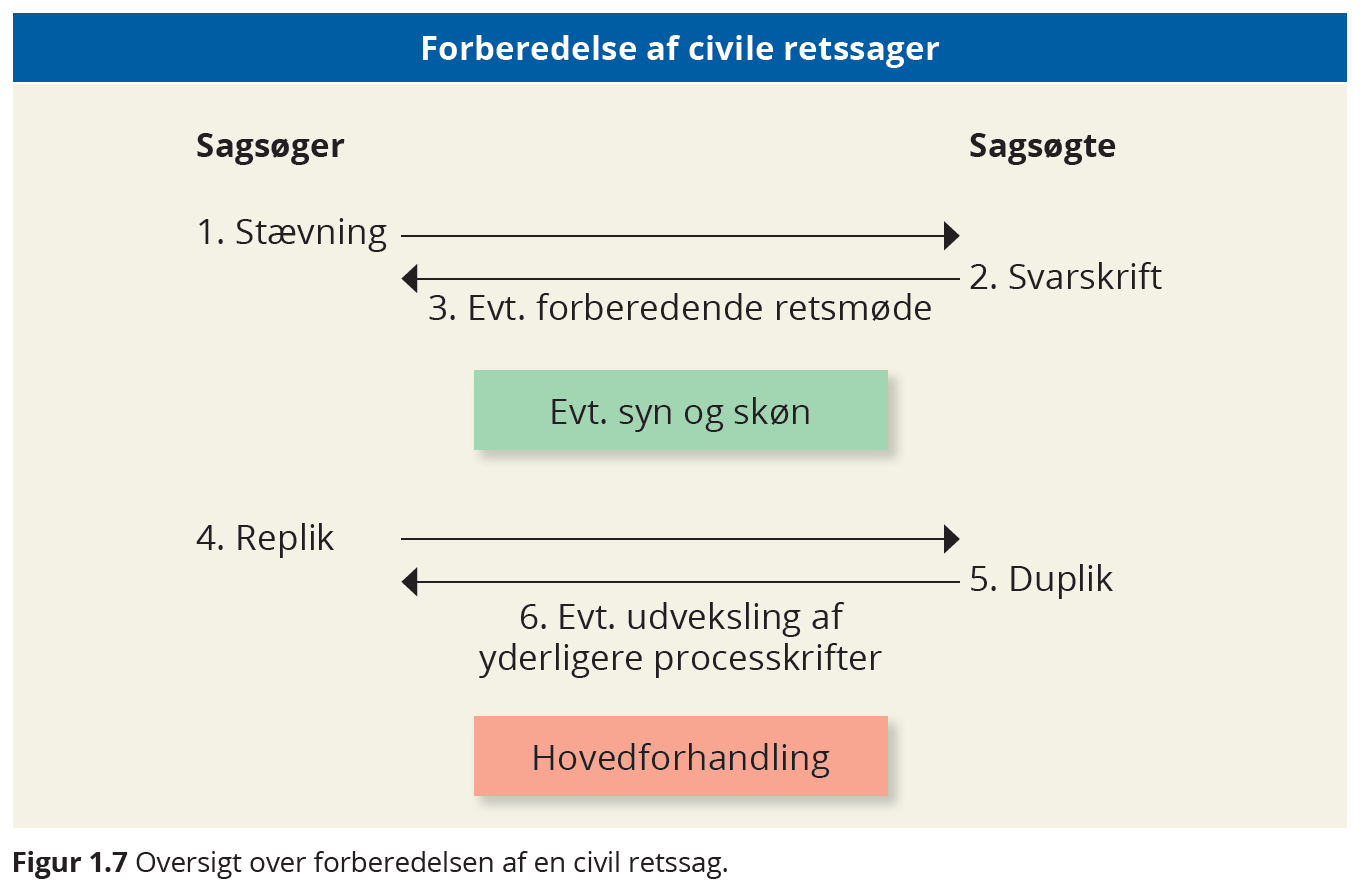 Forberedelse af civile retssager
Sagsøger
Sagsøgte
1. Stævning
2. Svarskrift
3. Evt. forberedende retsmøde
Evt. syn og skøn
4. Replik
5. Duplik
6. Evt. udveksling af
yderligere processkrifter
Hovedforhandling
Figur 1.7 Oversigt over forberedelsen af en civil retssag.